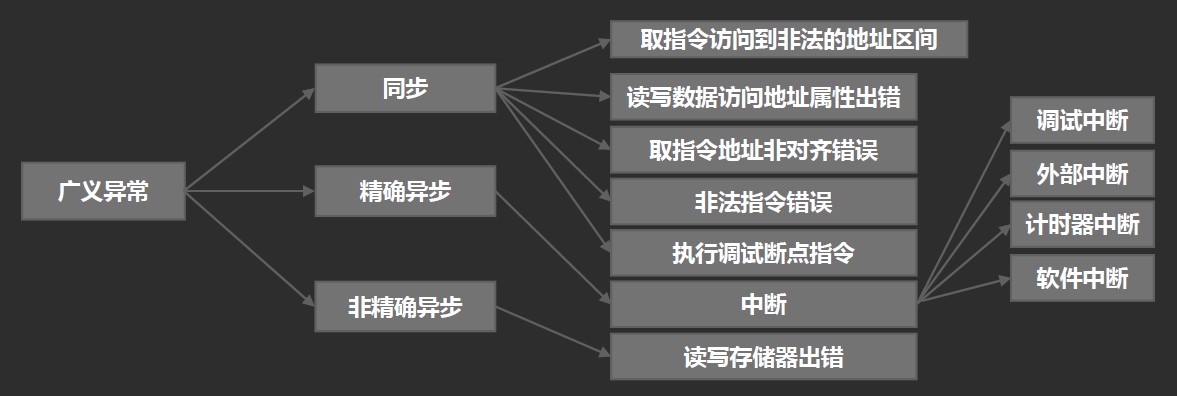 广义异常
同步
精确异步
非精确异步
取指令访问到非法的地址区间
读写数据访问地址属性出错
取指令地址非对齐错误
非法指令错误
执行调试断点指令
中断
读写存储器出错
调试中断
外部中断
计时器中断
软件中断